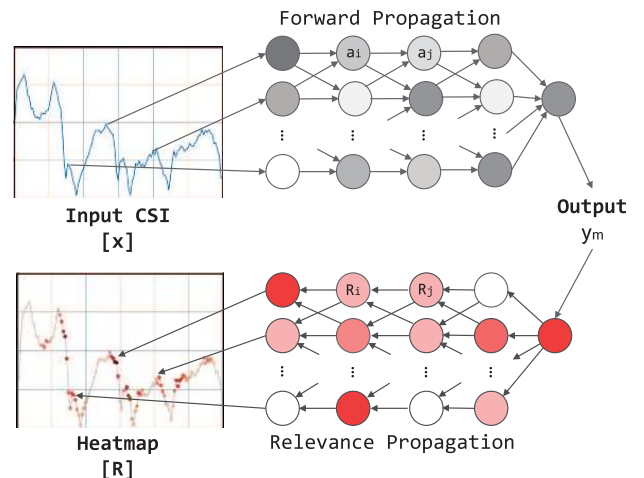 Forward Propagation
ai
aj
⋮ ⋮ ⋮ ⋮
Input CSI
[x]
Output
ym
Ri
Rj
⋮ ⋮ ⋮ ⋮
Heatmap
[R]
Relevance Propagation